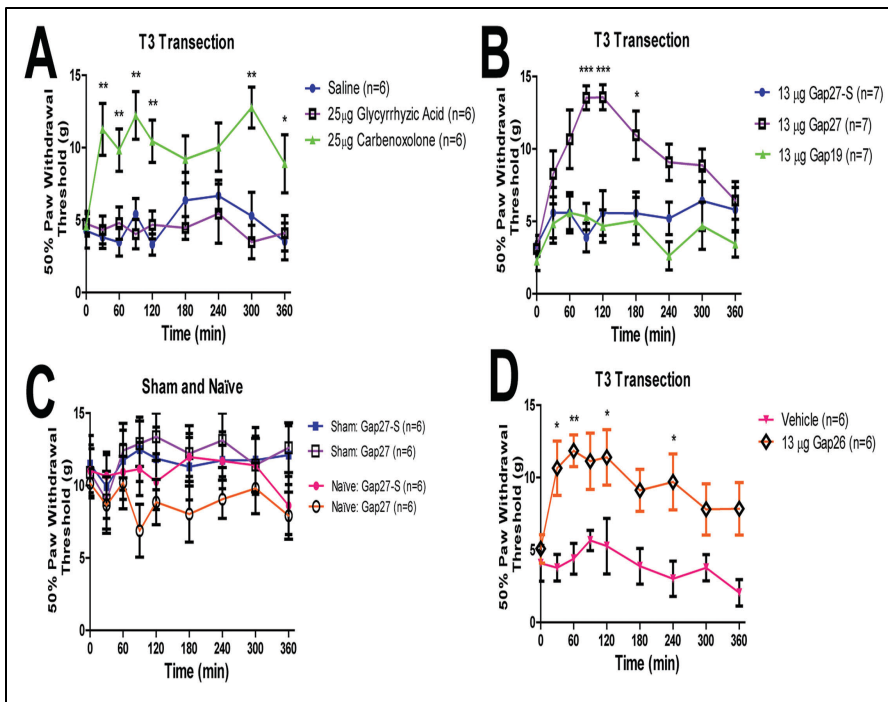 A
T3 Transection
50% Paw Withdrawal
Threshold (g)
15
10
5
0
** ** ** ** ** *
0 60 120 180 240 300 360
Time (min)
Saline (n=6)
25µg Glycyrrhyzic Acid (n=6)
25µg Carbenoxolone (n=6)
B
T3 Transection
50% Paw Withdrawal
Threshold (g)
15
10
5
0
*** *** *
0 60 120 180 240 300 360
Time (min)
13 µg Gap27-S (n=7)
13 µg Gap27 (n=7)
13 µg Gap19 (n=7)
C
Sham and Naïve
50% Paw Withdrawal
Threshold (g)
15
10
5
0
0 60 120 180 240 300 360
Time (min)
Sham: Gap27-S (n=6)
Sham: Gap27 (n=6)
Naïve: Gap27-S (n=6)
Naïve: Gap27 (n=6)
D
T3 Transection
50% Paw Withdrawal
Threshold (g)
15
10
5
0
* ** * *
0 60 120 180 240 300 360
Time (min)
Vehicle (n=6)
13 µg Gap26 (n=6)